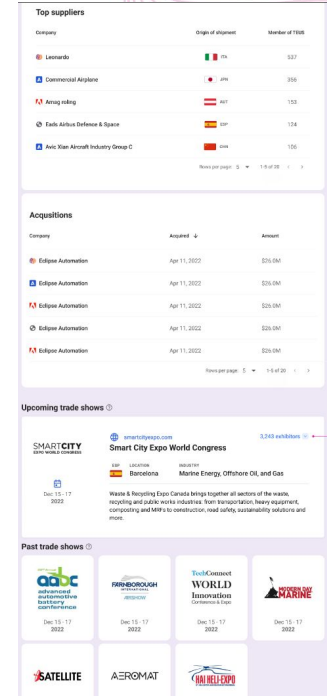 Top suppliers
Company Origin of shipment Member of TEUS
Leonardo ITA 537
Commercial Airplane JPN 356
Amag roling AUT 153
Eads Airbus Defence & Space ESP 124
Avic Xian Aircraft Industry Group C CHN 106
Rows per page: 5 1-5 of 20
Acqusitions
Company Acquired Amount
Eclipse Automation Apr 11, 2022 $26.0M
Eclipse Automation Apr 11, 2022 $26.0M
Eclipse Automation Apr 11, 2022 $26.0M
Eclipse Automation Apr 11, 2022 $26.0M
Eclipse Automation Apr 11, 2022 $26.0M
Rows per page: 5 1-5 of 20
Upcoming trade shows
SMARTCITY
EXPO WORLD CONGRESS
Dec 15 - 17
2022
smartcityexpo.com 3,243 exhibitors
Smart City Expo World Congress
ESP LOCATION INDUSTRY
Barcelona Marine Energy, Offshore Oil, and Gas
Waste & Recycling Expo Canada brings together all sectors of the waste,
recycling and public works industries: from transportation, heavy equipment,
composting and MRFs to construction, road safety, sustainability solutions and
more.
Past trade shows
aabc
advanced
automotive
battery
conference
Dec 15 - 17
2022
FARNBOROUGH
INTERNATIONAL
AIRSHOW
Dec 15 - 17
2022
TechConnect
WORLD
Innovation
Conference & Expo
Dec 15 - 17
2022
MODERN DAY
MARINE
Dec 15 - 17
2022
SATELLITE
AEROMAT
HAI HELI-EXPO